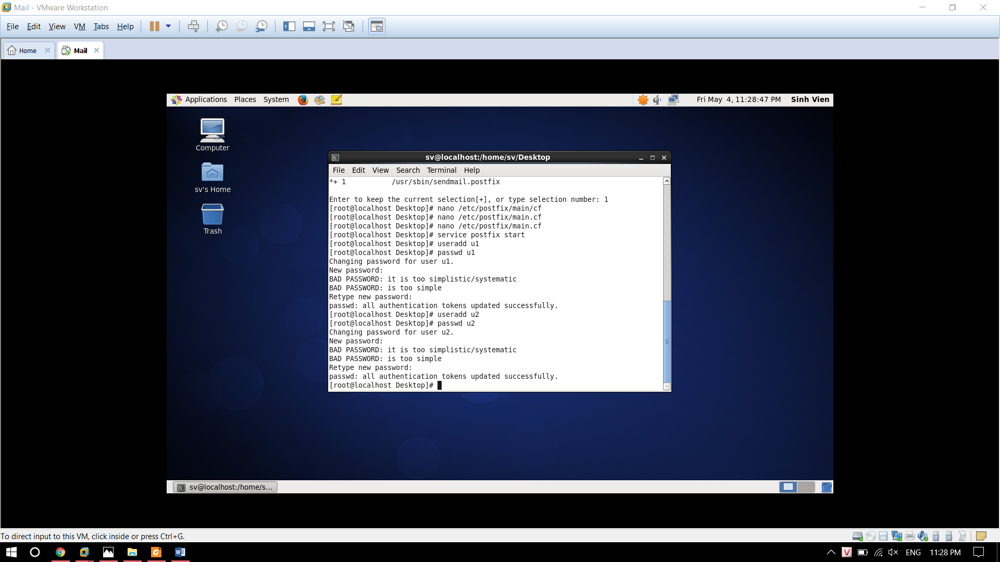 Mail - VMware Workstation
File Edit View VM Tabs Help
Home
Mail
Applications Places System
Fri May 4, 11:28:47 PM Sinh Vien
Computer
sv's Home
Trash
sv@localhost:/home/sv/Desktop
File Edit View Search Terminal Help
*+ 1 /usr/sbin/sendmail.postfix
Enter to keep the current selection[+], or type selection number: 1
[root@localhost Desktop]# nano /etc/postfix/main/cf
[root@localhost Desktop]# nano /etc/postfix/main.cf
[root@localhost Desktop]# nano /etc/postfix/main.cf
[root@localhost Desktop]# service postfix start
[root@localhost Desktop]# useradd u1
[root@localhost Desktop]# passwd u1
Changing password for user u1.
New password:
BAD PASSWORD: it is too simplistic/systematic
BAD PASSWORD: is too simple
Retype new password:
passwd: all authentication tokens updated successfully.
[root@localhost Desktop]# useradd u2
[root@localhost Desktop]# passwd u2
Changing password for user u2.
New password:
BAD PASSWORD: it is too simplistic/systematic
BAD PASSWORD: is too simple
Retype new password:
passwd: all authentication tokens updated successfully.
[root@localhost Desktop]#
sv@localhost:/home/s...
To direct input to this VM, click inside or press Ctrl+G.
ENG 11:28 PM